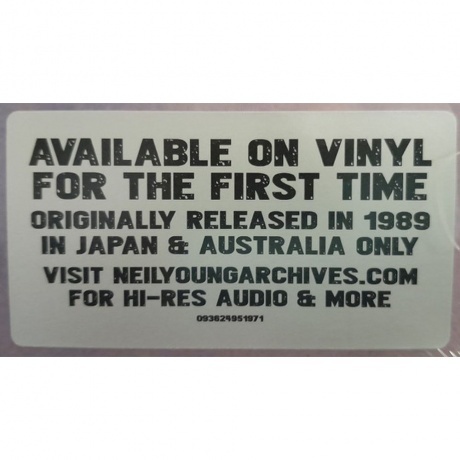 AVAILABLE ON VINYL
FOR THE FIRST TIME
ORIGINALLY RELEASED IN 1989
IN JAPAN & AUSTRALIA ONLY
VISIT NEILYOUNGARCHIVES.COM
FOR HI-RES AUDIO & MORE
093624951971